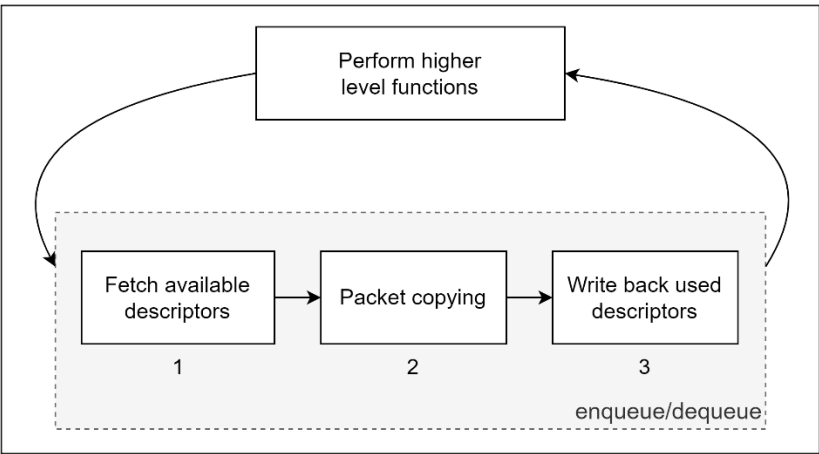 Perform higher
level functions
Fetch available
descriptors
Packet copying
Write back used
descriptors
1
2
3
enqueue/dequeue